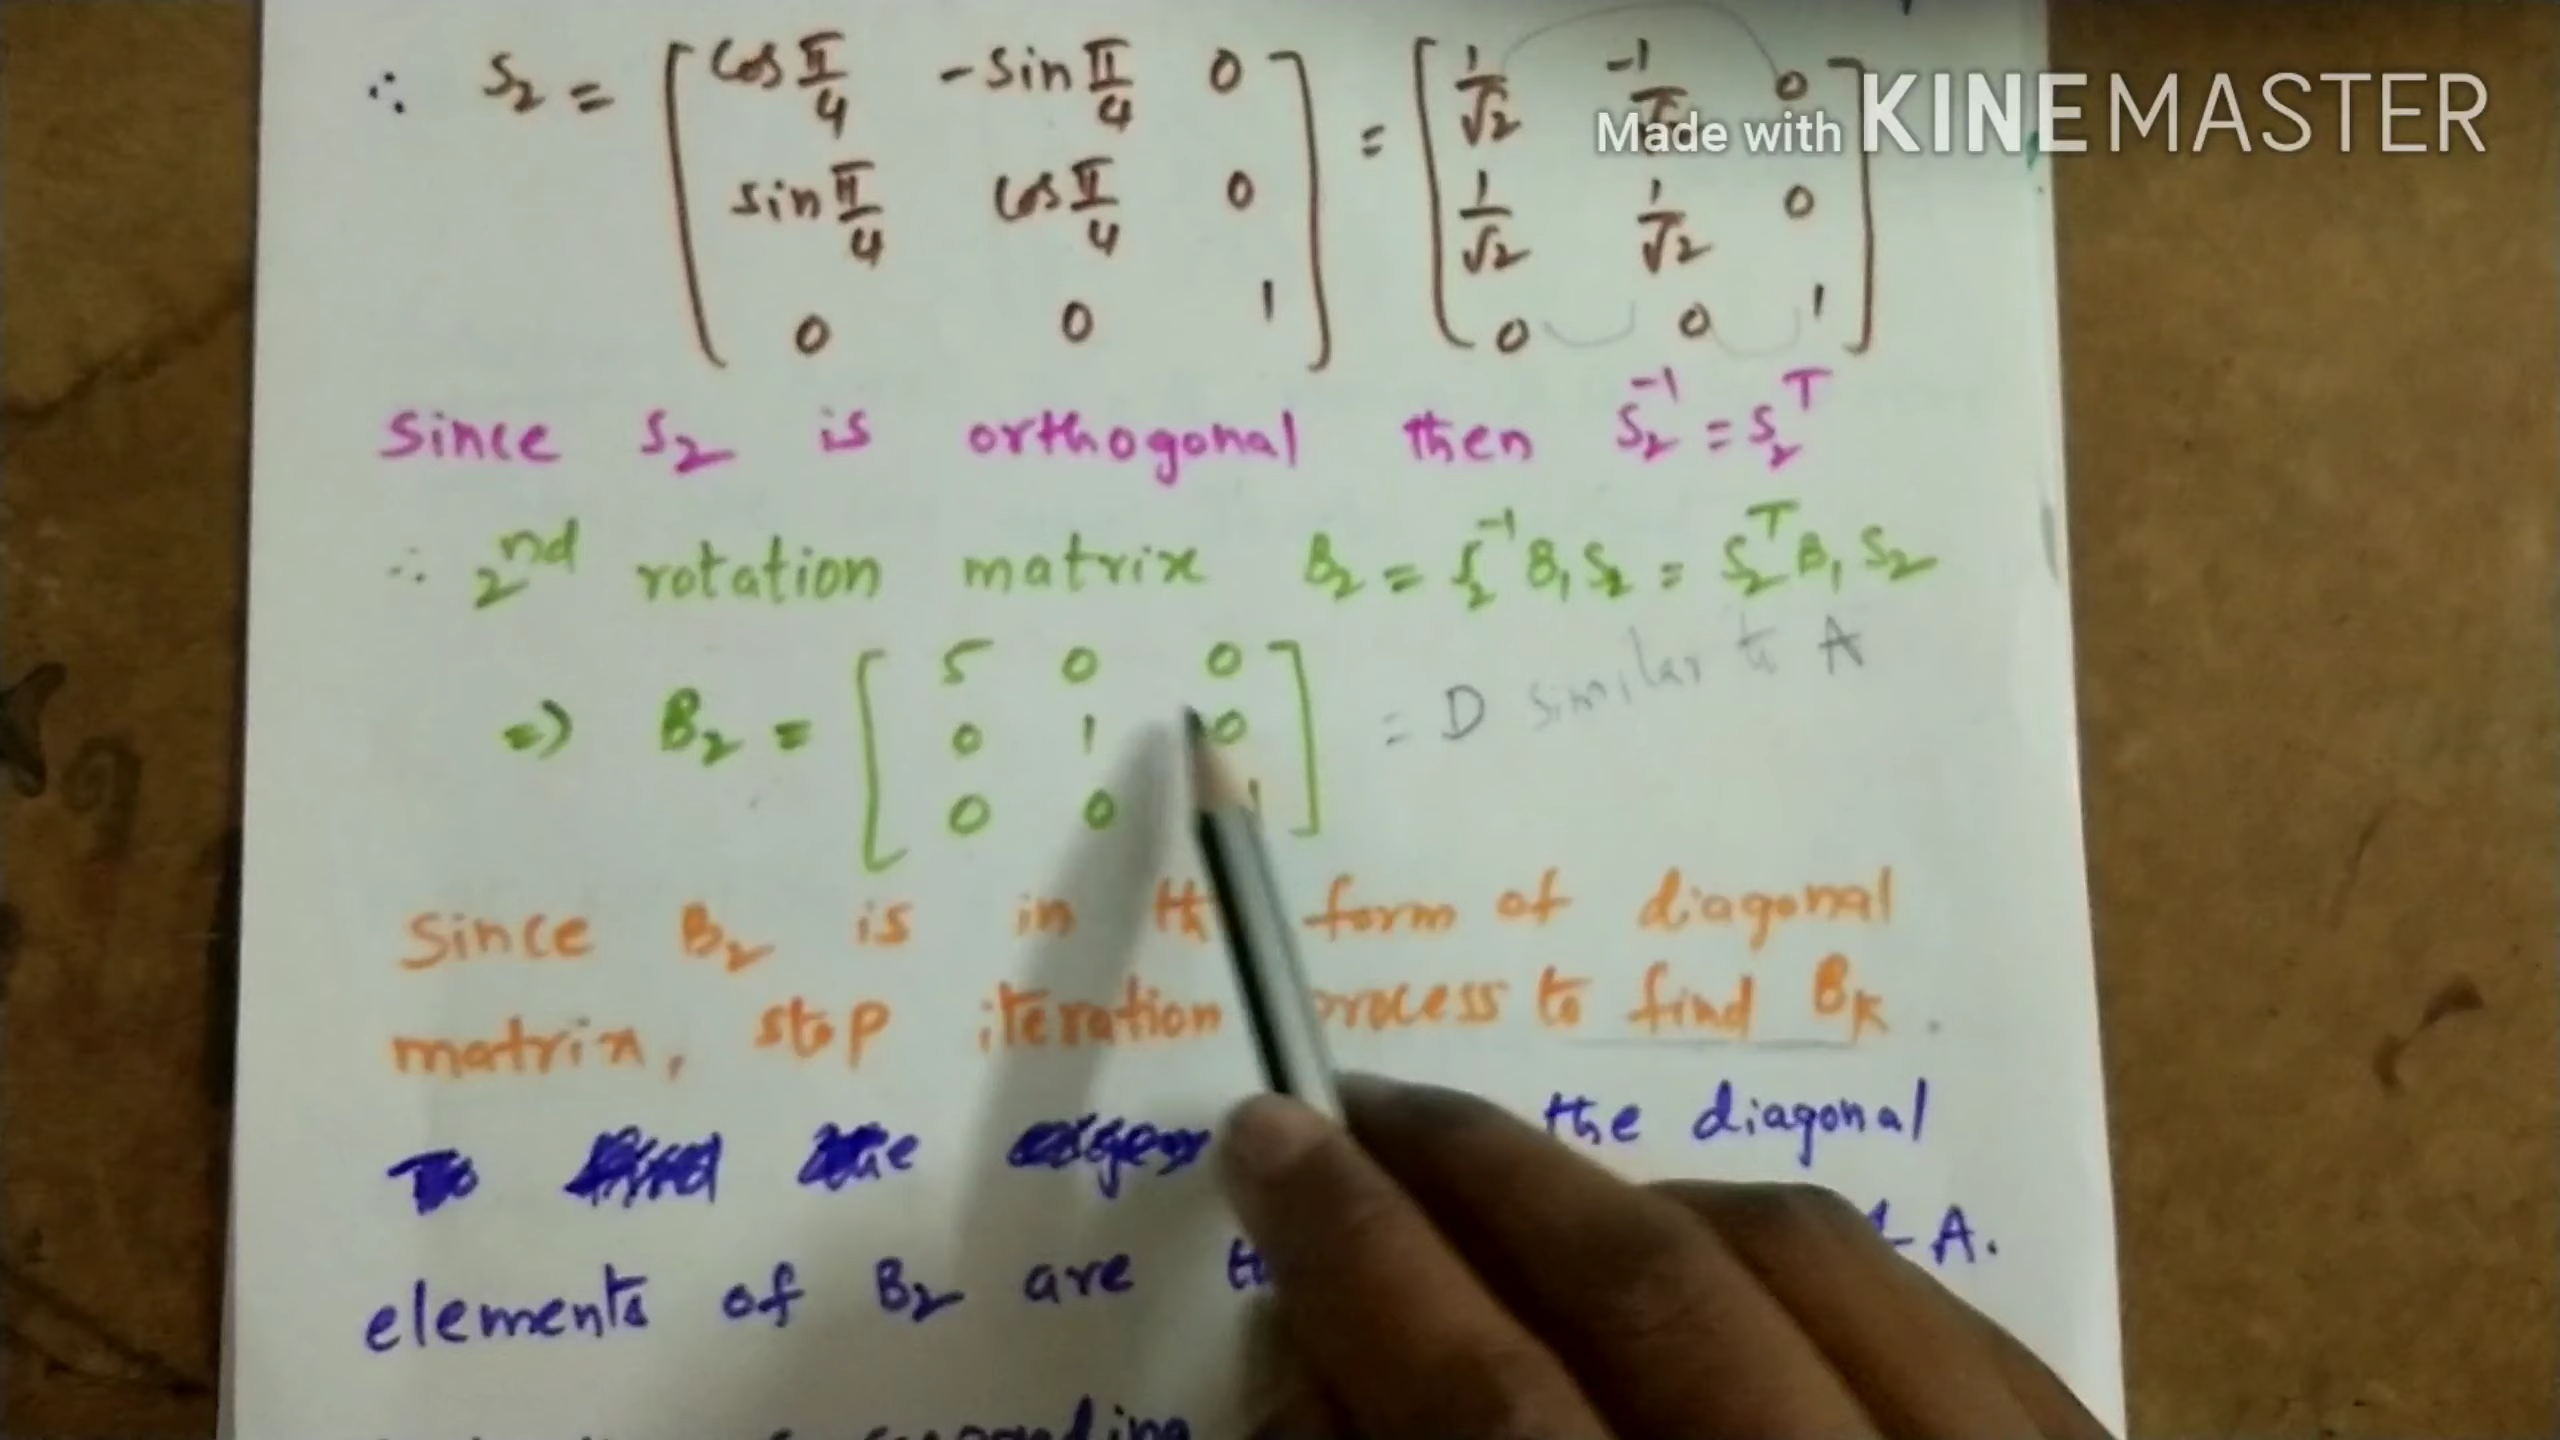 ∴ S₂ = [ cos π/4 -sin π/4 0 ] = [ 1/√2 -1/√2 0 ]
Made with KINEMASTER
sin π/4 cos π/4 0 1/√2 1/√2 0
0 0 1 0 0 1
Since S₂ is orthogonal then S₂⁻¹ = S₂ᵀ
∴ 2nd rotation matrix B₂ = S₂⁻¹ B₁ S₂ = S₂ᵀ B₁ S₂
=> B₂ = [ 5 0 0 ] = D similar to A
0 1 0
0 0 1
Since B₂ is in form of diagonal
matrix, stop iteration process to find Bₖ.
the diagonal
elements of B₂ are A.